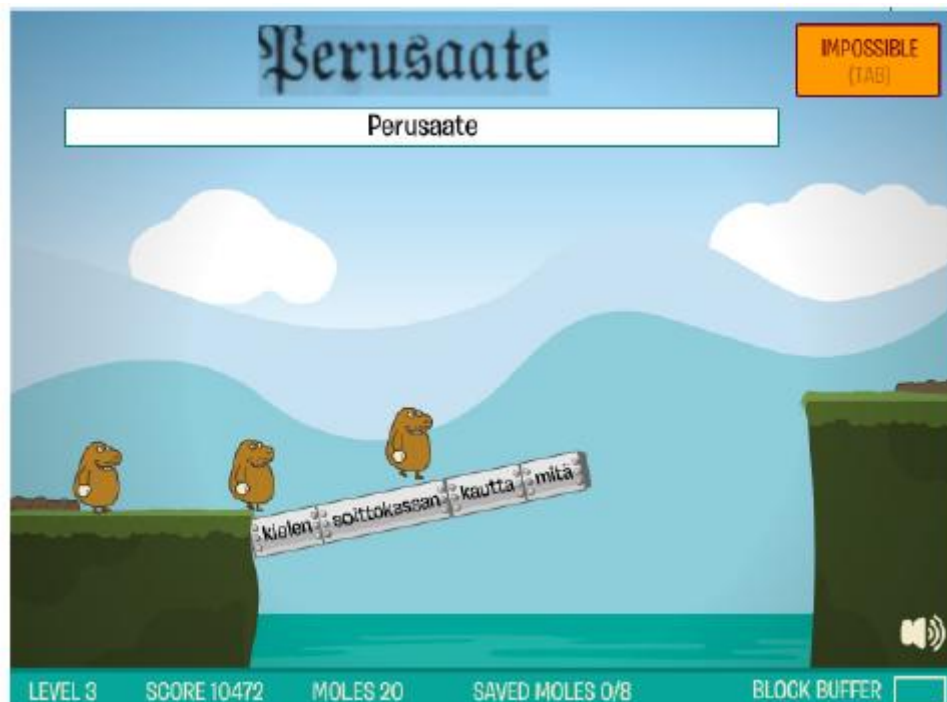 Perusaate
IMPOSSIBLE
(TAB)
Perusaate
kielen soittokassan kautta mitä
LEVEL 3 SCORE 10472 MOLES 20 SAVED MOLES 0/8 BLOCK BUFFER